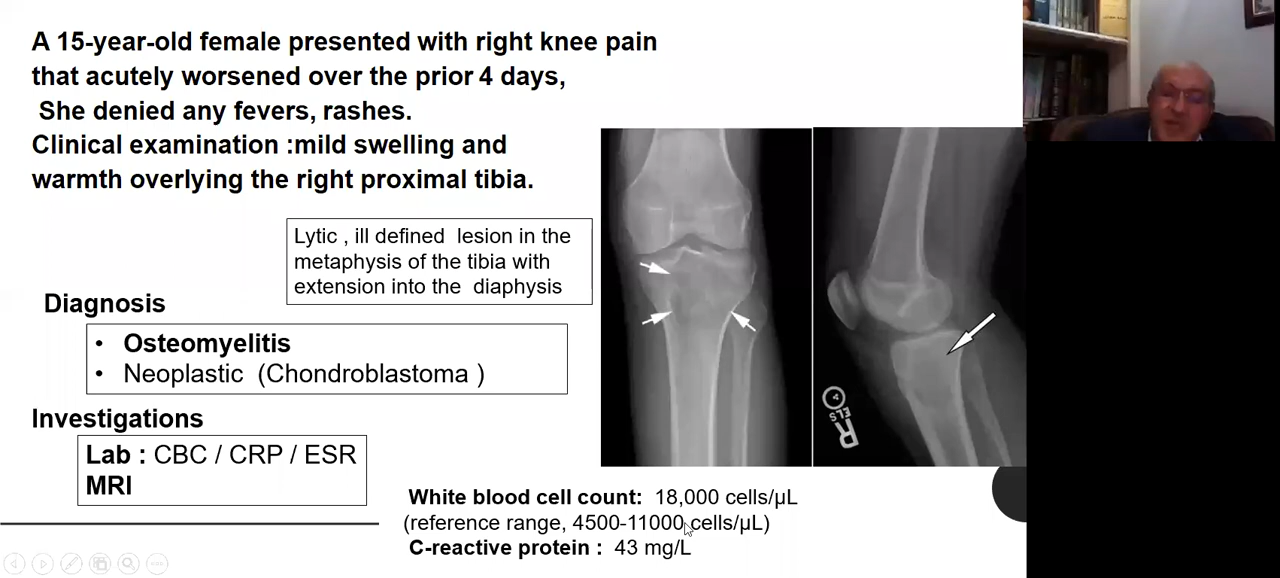 A 15-year-old female presented with right knee pain
that acutely worsened over the prior 4 days,
She denied any fevers, rashes.
Clinical examination :mild swelling and
warmth overlying the right proximal tibia.
Lytic , ill defined lesion in the
metaphysis of the tibia with
extension into the diaphysis
Diagnosis
• Osteomyelitis
• Neoplastic (Chondroblastoma )
Investigations
Lab : CBC / CRP / ESR
MRI
R
White blood cell count: 18,000 cells/µL
(reference range, 4500-11000 cells/µL)
C-reactive protein : 43 mg/L